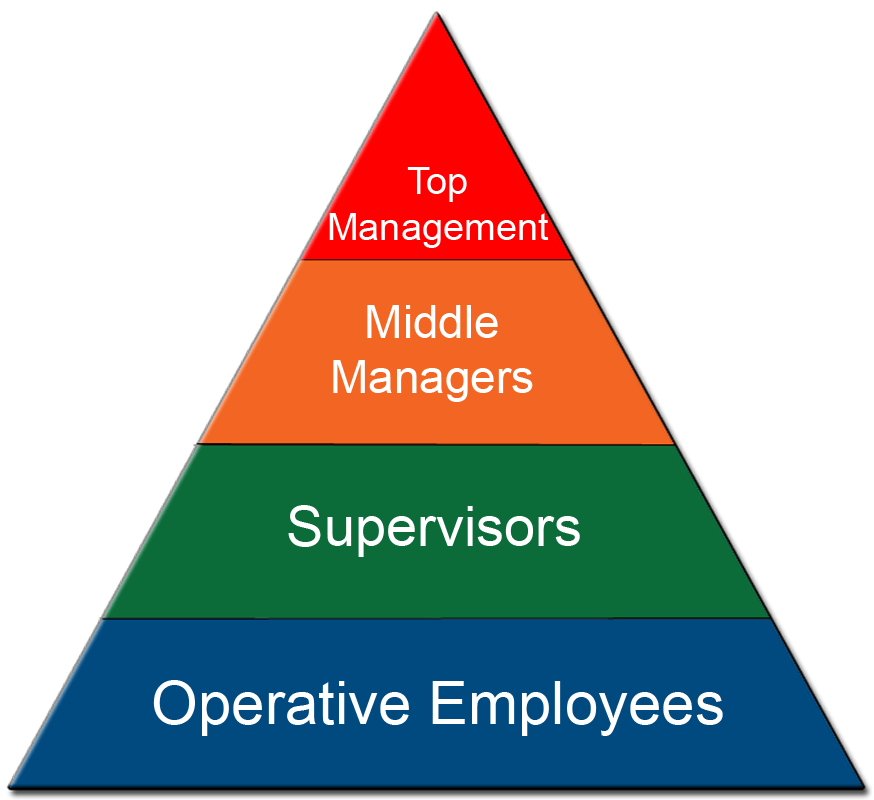 Top
Management
Middle
Managers
Supervisors
Operative Employees